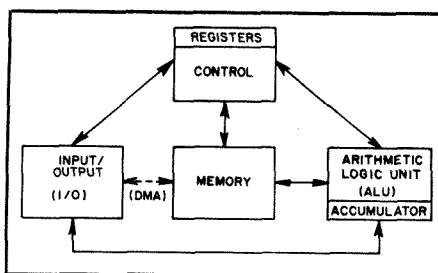 REGISTERS
CONTROL
INPUT/
OUTPUT
(I/O)
(DMA)
MEMORY
ARITHMETIC
LOGIC UNIT
(ALU)
ACCUMULATOR